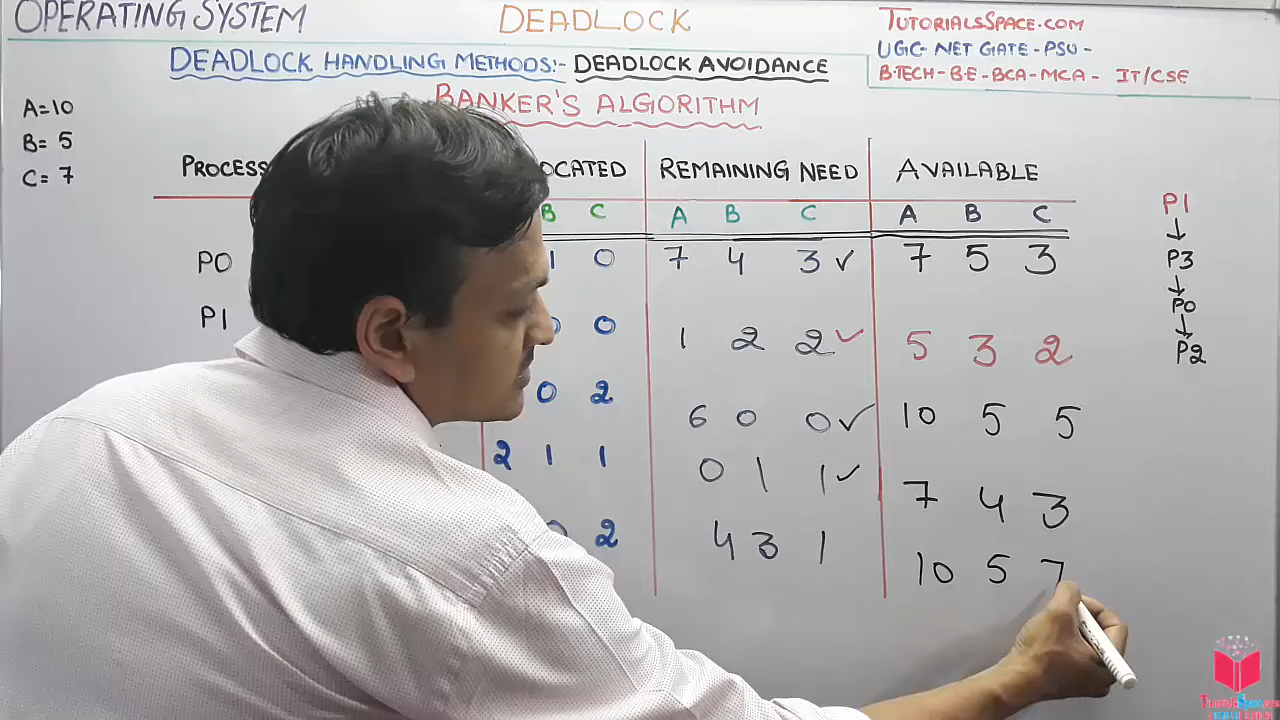 OPERATING SYSTEM DEADLOCK TUTORIALSSPACE.COM
UGC- NET GATE - PSU -
DEADLOCK HANDLING METHODS:- DEADLOCK AVOIDANCE
B.TECH - B.E - BCA - MCA - IT/CSE
BANKER'S ALGORITHM
A=10
B= 5
C= 7
PROCESS OCATED REMAINING NEED AVAILABLE
B C A B C A B C
P0 1 0 7 4 3 ✓ 7 5 3
P1 0 0 1 2 2 ✓ 5 3 2
0 2 6 0 0 ✓ 10 5 5
2 1 1 0 1 1 ✓ 7 4 3
0 2 4 3 1 10 5 7
P1
↓
P3
↓
P0
↓
P2